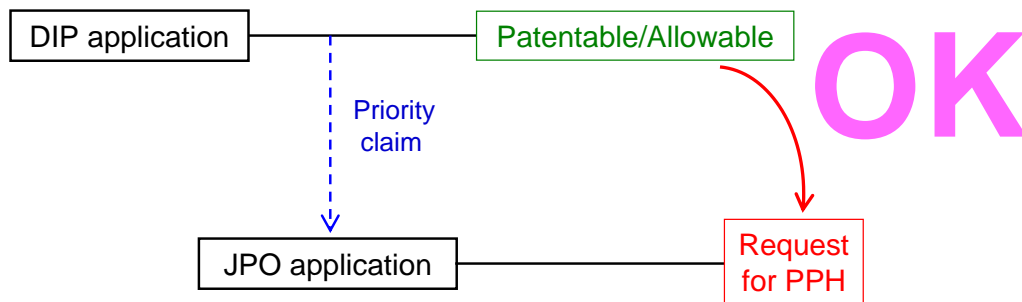 DIP application
Patentable/Allowable
OK
Priority
claim
JPO application
Request
for PPH